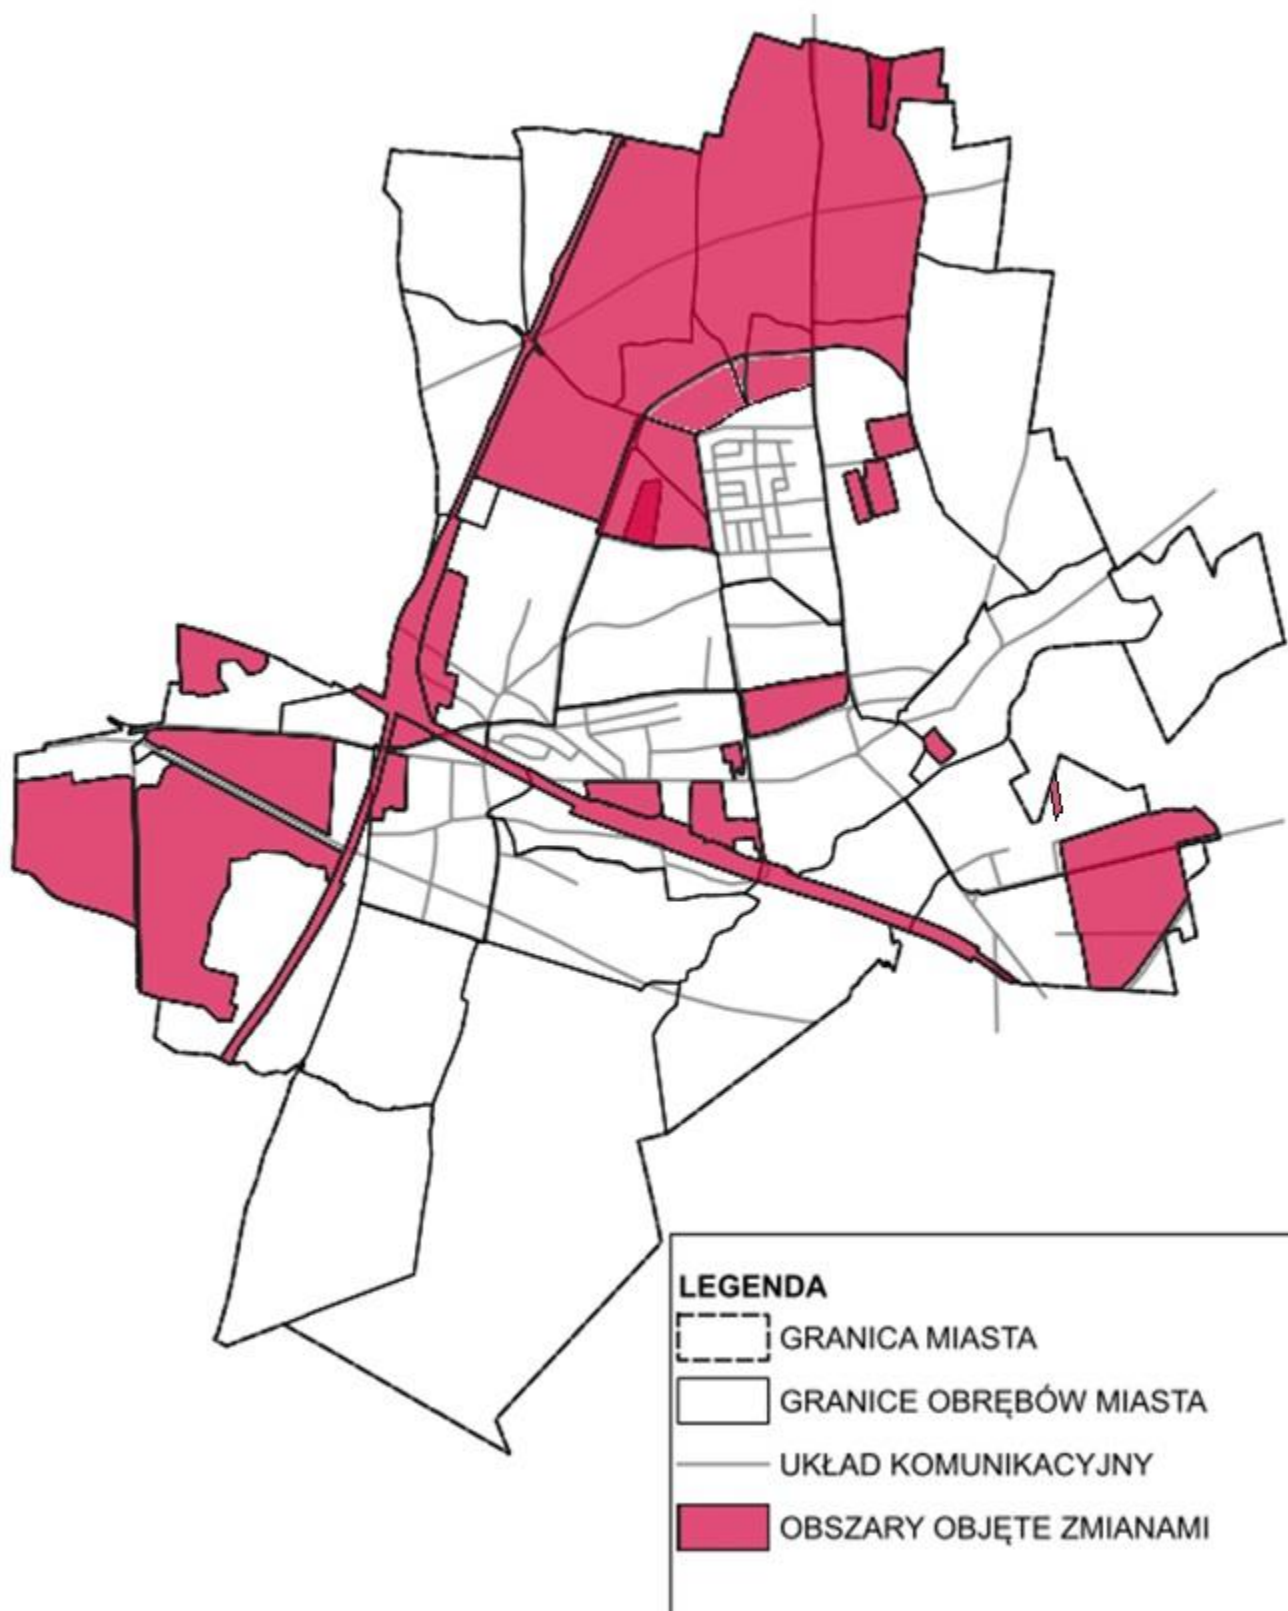 LEGENDA
GRANICA MIASTA
GRANICE OBRĘBÓW MIASTA
UKŁAD KOMUNIKACYJNY
OBSZARY OBJĘTE ZMIANAMI